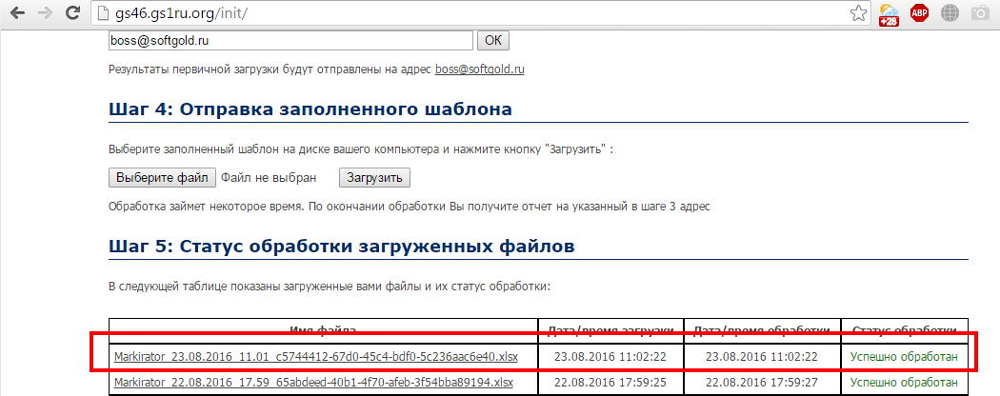 gs46.gs1ru.org/init/
+28
ABP
boss@softgold.ru
ОК
Результаты первичной загрузки будут отправлены на адрес boss@softgold.ru
Шаг 4: Отправка заполненного шаблона
Выберите заполненный шаблон на диске вашего компьютера и нажмите кнопку "Загрузить" :
Выберите файл Файл не выбран Загрузить
Обработка займет некоторое время. По окончании обработки Вы получите отчет на указанный в шаге 3 адрес
Шаг 5: Статус обработки загруженных файлов
В следующей таблице показаны загруженные вами файлы и их статус обработки:
Имя файла Дата/время загрузки Дата/время обработки Статус обработки
Markirator_23.08.2016_11.01_c5744412-67d0-45c4-bdf0-5c236aac6e40.xlsx 23.08.2016 11:02:22 23.08.2016 11:02:22 Успешно обработан
Markirator_22.08.2016_17.59_65abdeed-40b1-4f70-afeb-3f54bba89194.xlsx 22.08.2016 17:59:25 22.08.2016 17:59:27 Успешно обработан